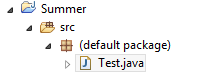 Summer
src
(default package)
Test.java